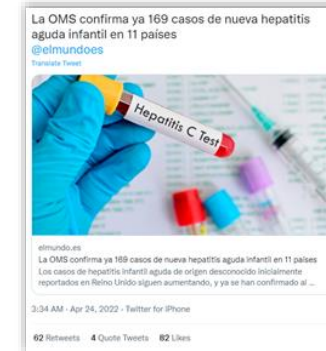 La OMS confirma ya 169 casos de nueva hepatitis
aguda infantil en 11 países
@elmundoes
Translate Tweet
Hepatitis C Test
elmundo.es
La OMS confirma ya 169 casos de nueva hepatitis aguda infantil en 11 países
Los casos de hepatitis infantil aguda de origen desconocido inicialmente
reportados en Reino Unido siguen aumentando, y ya se han confirmado al ...
3:34 AM · Apr 24, 2022 · Twitter for iPhone
62 Retweets 4 Quote Tweets 82 Likes